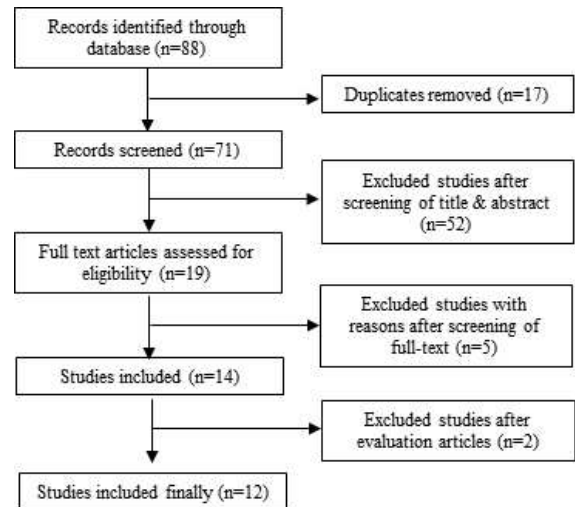 Records identified through
database (n=88)
Duplicates removed (n=17)
Records screened (n=71)
Excluded studies after
screening of title & abstract
(n=52)
Full text articles assessed for
eligibility (n=19)
Excluded studies with
reasons after screening of
full-text (n=5)
Studies included (n=14)
Excluded studies after
evaluation articles (n=2)
Studies included finally (n=12)